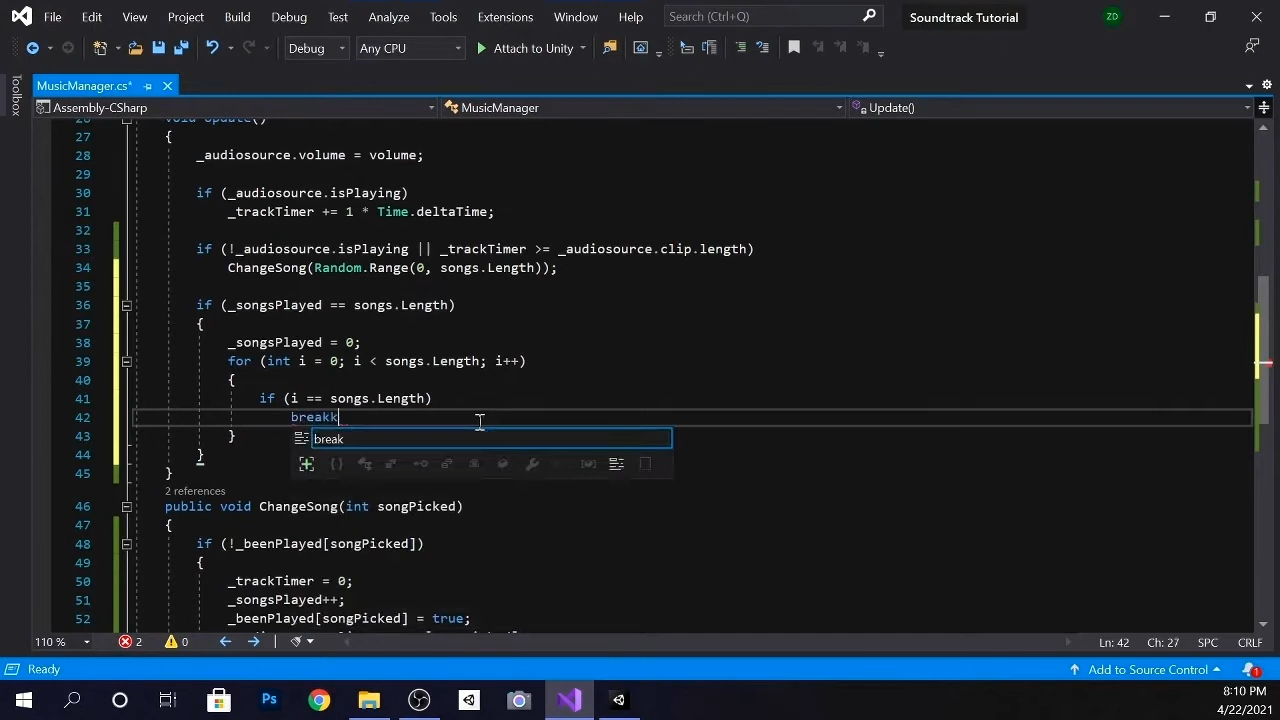 File Edit View Project Build Debug Test Analyze Tools Extensions Window Help Search (Ctrl+Q) Soundtrack Tutorial ZD
Debug Any CPU Attach to Unity
Toolbox
MusicManager.cs*
Assembly-CSharp MusicManager Update()
26 void Update()
27 {
28 _audiosource.volume = volume;
29
30 if (_audiosource.isPlaying)
31 _trackTimer += 1 * Time.deltaTime;
32
33 if (!_audiosource.isPlaying || _trackTimer >= _audiosource.clip.length)
34 ChangeSong(Random.Range(0, songs.Length));
35
36 if (_songsPlayed == songs.Length)
37 {
38 _songsPlayed = 0;
39 for (int i = 0; i < songs.Length; i++)
40 {
41 if (i == songs.Length)
42 breakk
break
43 }
44 }
45 }
2 references
46 public void ChangeSong(int songPicked)
47 {
48 if (!_beenPlayed[songPicked])
49 {
50 _trackTimer = 0;
51 _songsPlayed++;
52 _beenPlayed[songPicked] = true;
110 % 2 0 Ln: 42 Ch: 27 SPC CRLF
Ready Add to Source Control 1
Ps
8:10 PM
4/22/2021